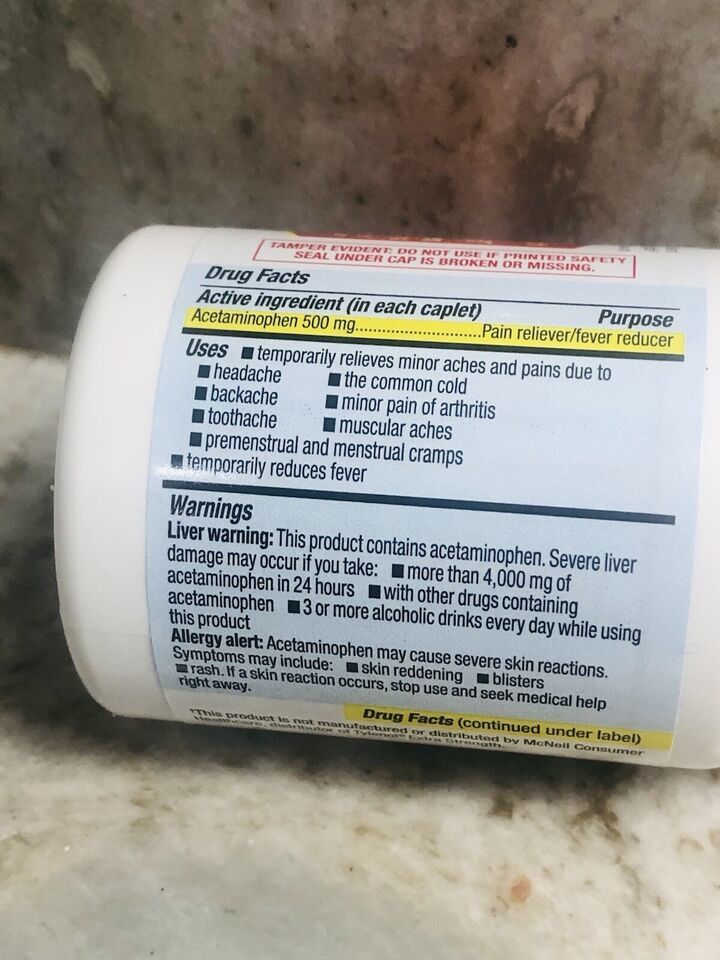 TAMPER EVIDENT: DO NOT USE IF PRINTED SAFETY
SEAL UNDER CAP IS BROKEN OR MISSING.
Drug Facts
Active ingredient (in each caplet) Purpose
Acetaminophen 500 mg............................Pain reliever/fever reducer
Uses ■ temporarily relieves minor aches and pains due to
■ headache ■ the common cold
■ backache ■ minor pain of arthritis
■ toothache ■ muscular aches
■ premenstrual and menstrual cramps
■ temporarily reduces fever
Warnings
Liver warning: This product contains acetaminophen. Severe liver
damage may occur if you take: ■ more than 4,000 mg of
acetaminophen in 24 hours ■ with other drugs containing
acetaminophen ■ 3 or more alcoholic drinks every day while using
this product
Allergy alert: Acetaminophen may cause severe skin reactions.
Symptoms may include: ■ skin reddening ■ blisters
■ rash. If a skin reaction occurs, stop use and seek medical help
right away.
Drug Facts (continued under label)
*This product is not manufactured or distributed by McNeil Consumer
Healthcare, distributor of Tylenol® Extra Strength.